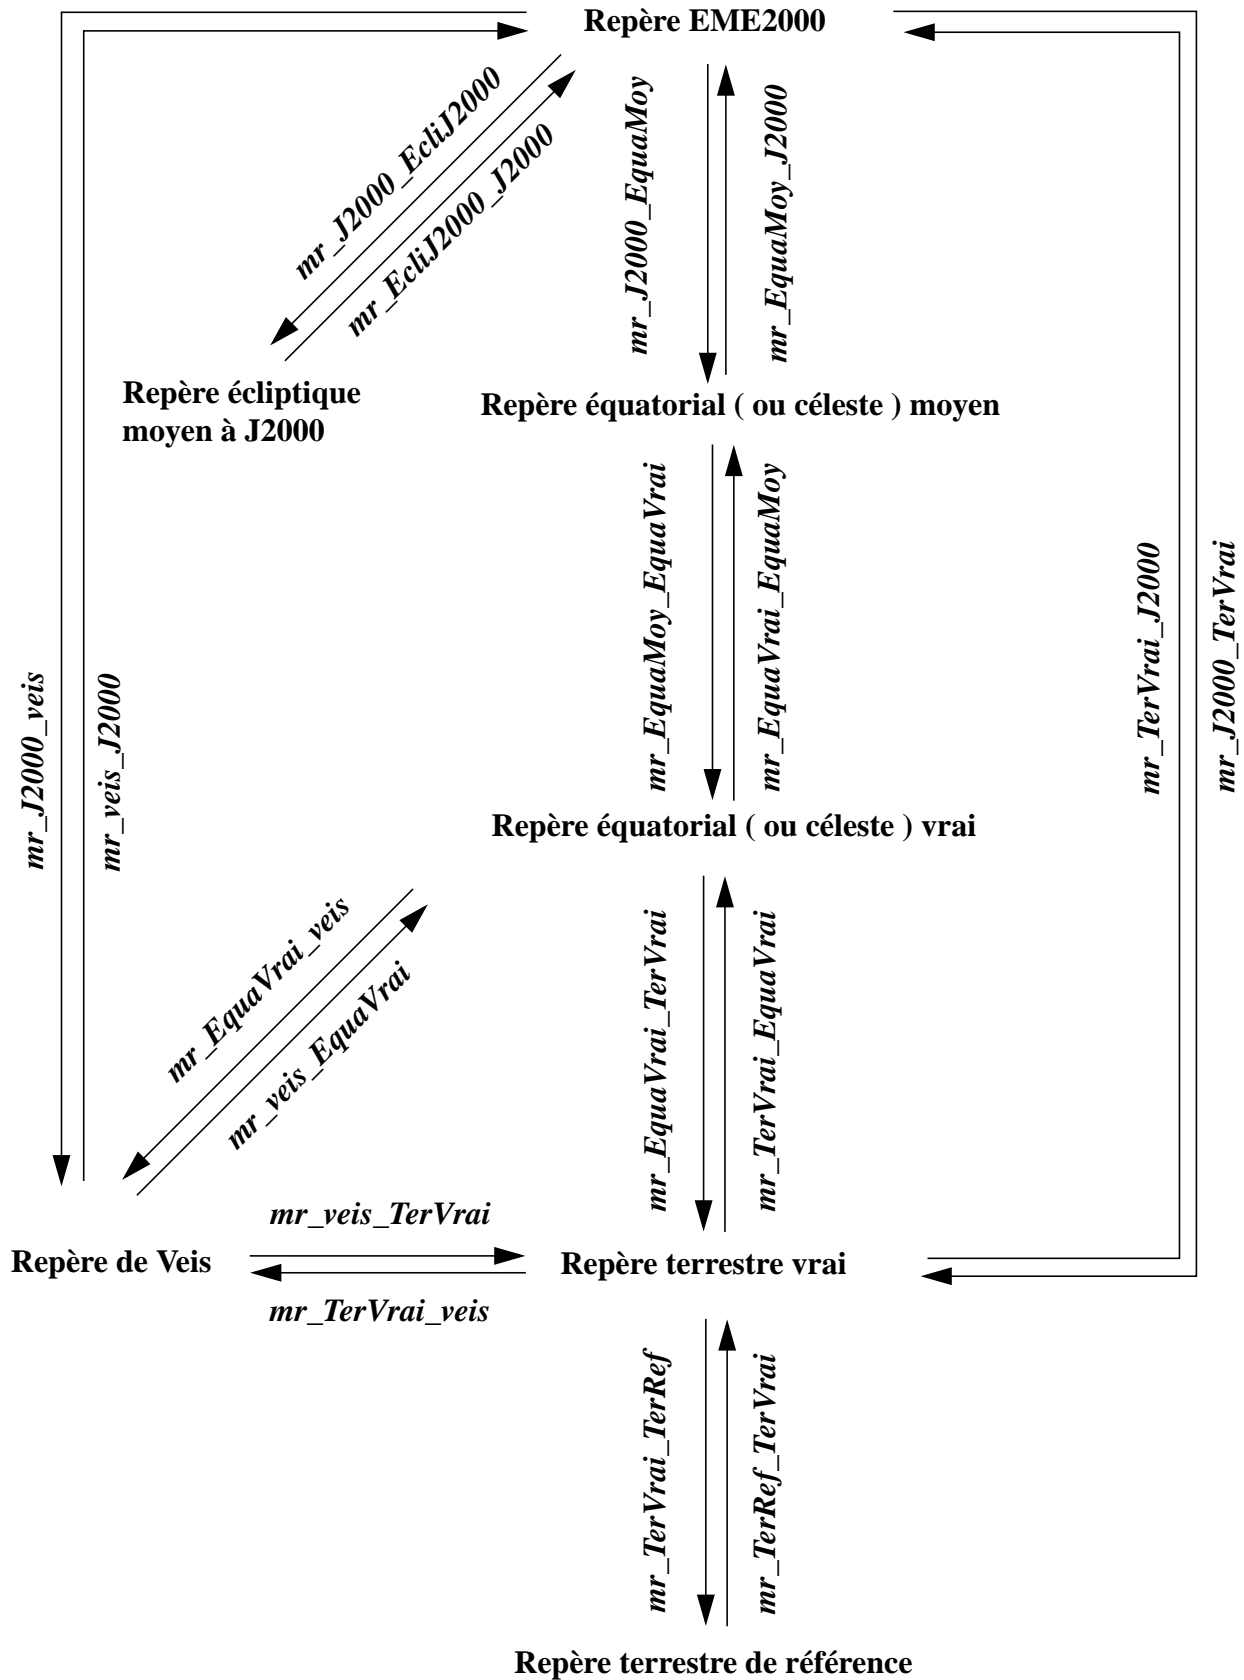 Repère EME2000
mr_J2000_EcliJ2000
mr_EcliJ2000_J2000
mr_J2000_EquaMoy
mr_EquaMoy_J2000
Repère écliptique
moyen à J2000
Repère équatorial ( ou céleste ) moyen
mr_EquaMoy_EquaVrai
mr_EquaVrai_EquaMoy
mr_TerVrai_J2000
mr_J2000_TerVrai
mr_J2000_veis
mr_veis_J2000
Repère équatorial ( ou céleste ) vrai
mr_EquaVrai_veis
mr_veis_EquaVrai
mr_EquaVrai_TerVrai
mr_TerVrai_EquaVrai
mr_veis_TerVrai
Repère de Veis
Repère terrestre vrai
mr_TerVrai_veis
mr_TerVrai_TerRef
mr_TerRef_TerVrai
Repère terrestre de référence